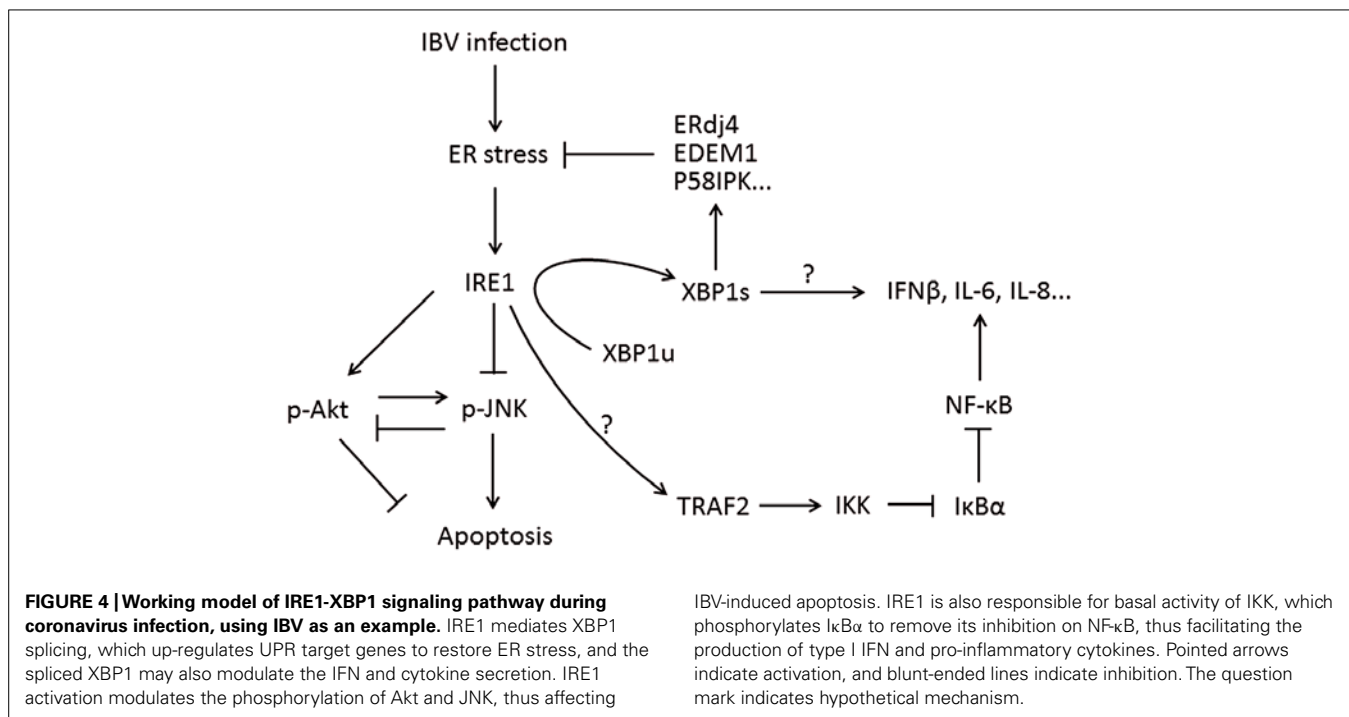 IBV infection
ER stress
ERdj4
EDEM1
P58IPK...
IRE1
XBP1s
?
IFNβ, IL-6, IL-8...
XBP1u
p-Akt
p-JNK
?
NF-κB
TRAF2
IKK
IκBα
Apoptosis
FIGURE 4 | Working model of IRE1-XBP1 signaling pathway during
coronavirus infection, using IBV as an example. IRE1 mediates XBP1
splicing, which up-regulates UPR target genes to restore ER stress, and the
spliced XBP1 may also modulate the IFN and cytokine secretion. IRE1
activation modulates the phosphorylation of Akt and JNK, thus affecting
IBV-induced apoptosis. IRE1 is also responsible for basal activity of IKK, which
phosphorylates IκBα to remove its inhibition on NF-κB, thus facilitating the
production of type I IFN and pro-inflammatory cytokines. Pointed arrows
indicate activation, and blunt-ended lines indicate inhibition. The question
mark indicates hypothetical mechanism.